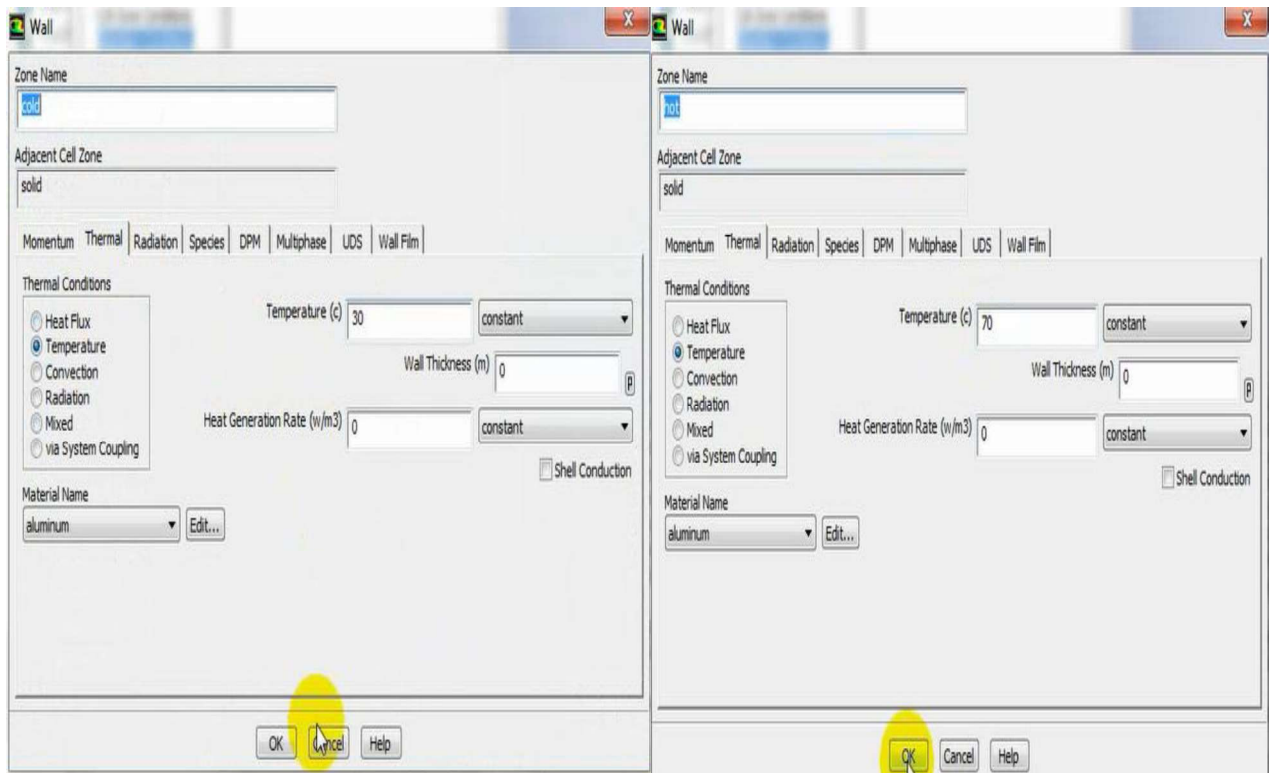 Wall
Zone Name
cold
Adjacent Cell Zone
solid
Momentum Thermal Radiation Species DPM Multiphase UDS Wall Film
Thermal Conditions
Heat Flux
Temperature
Convection
Radiation
Mixed
via System Coupling
Temperature (c) 30 constant
Wall Thickness (m) 0 P
Heat Generation Rate (w/m3) 0 constant
Shell Conduction
Material Name
aluminum Edit...
OK Cancel Help
Wall
Zone Name
hot
Adjacent Cell Zone
solid
Momentum Thermal Radiation Species DPM Multiphase UDS Wall Film
Thermal Conditions
Heat Flux
Temperature
Convection
Radiation
Mixed
via System Coupling
Temperature (c) 70 constant
Wall Thickness (m) 0 P
Heat Generation Rate (w/m3) 0 constant
Shell Conduction
Material Name
aluminum Edit...
OK Cancel Help